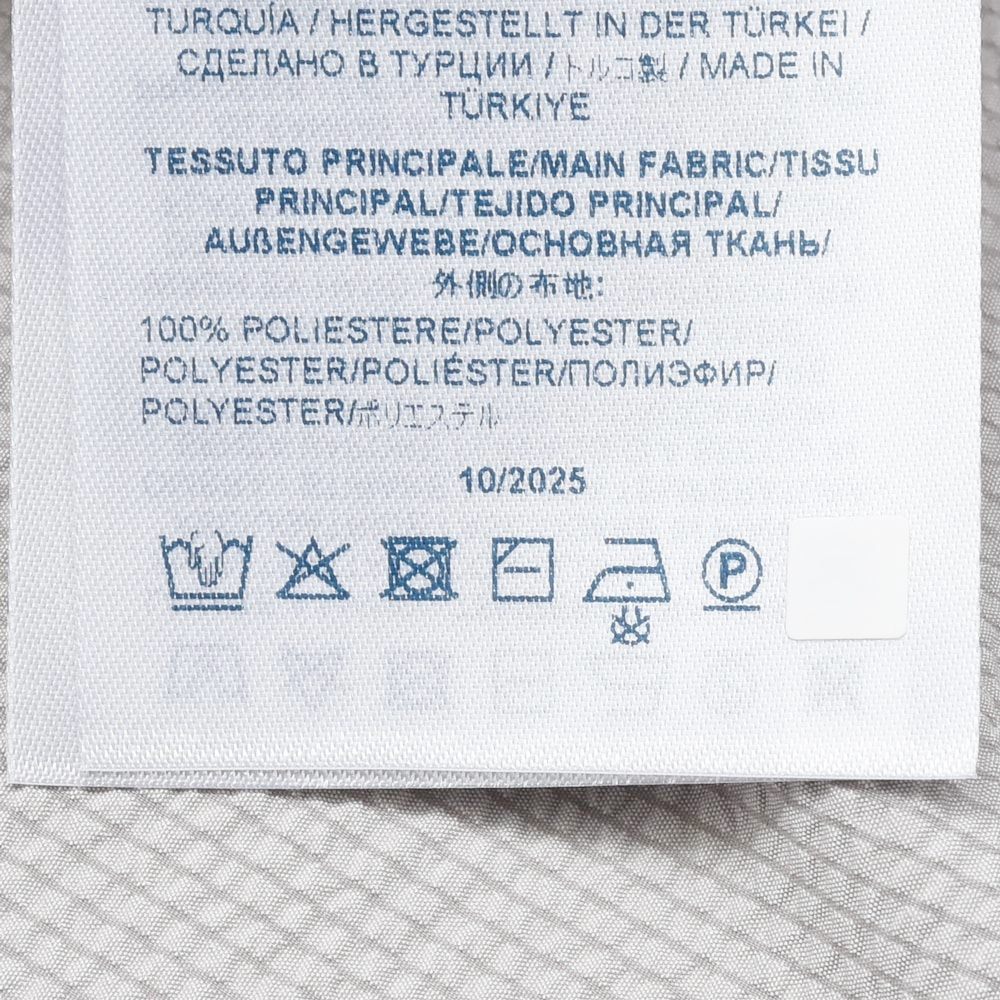 TURQUÍA / HERGESTELLT IN DER TÜRKEI /
СДЕЛАНО В ТУРЦИИ / トルコ製 / MADE IN
TÜRKIYE
TESSUTO PRINCIPALE/MAIN FABRIC/TISSU
PRINCIPAL/TEJIDO PRINCIPAL/
AUßENGEWEBE/ОСНОВНАЯ ТКАНЬ/
外側の布地:
100% POLIESTERE/POLYESTER/
POLYESTER/POLIÉSTER/ПОЛИЭФИР/
POLYESTER/ポリエステル
10/2025
P